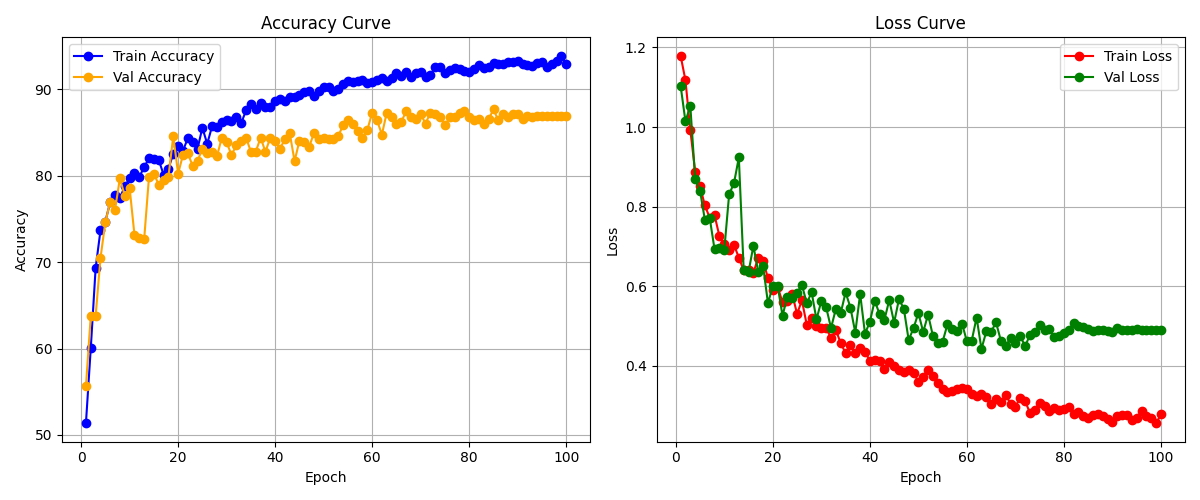 Accuracy Curve
Train Accuracy
Val Accuracy
Accuracy
90
80
70
60
50
0 20 40 60 80 100
Epoch
Loss Curve
Train Loss
Val Loss
Loss
1.2
1.0
0.8
0.6
0.4
0 20 40 60 80 100
Epoch